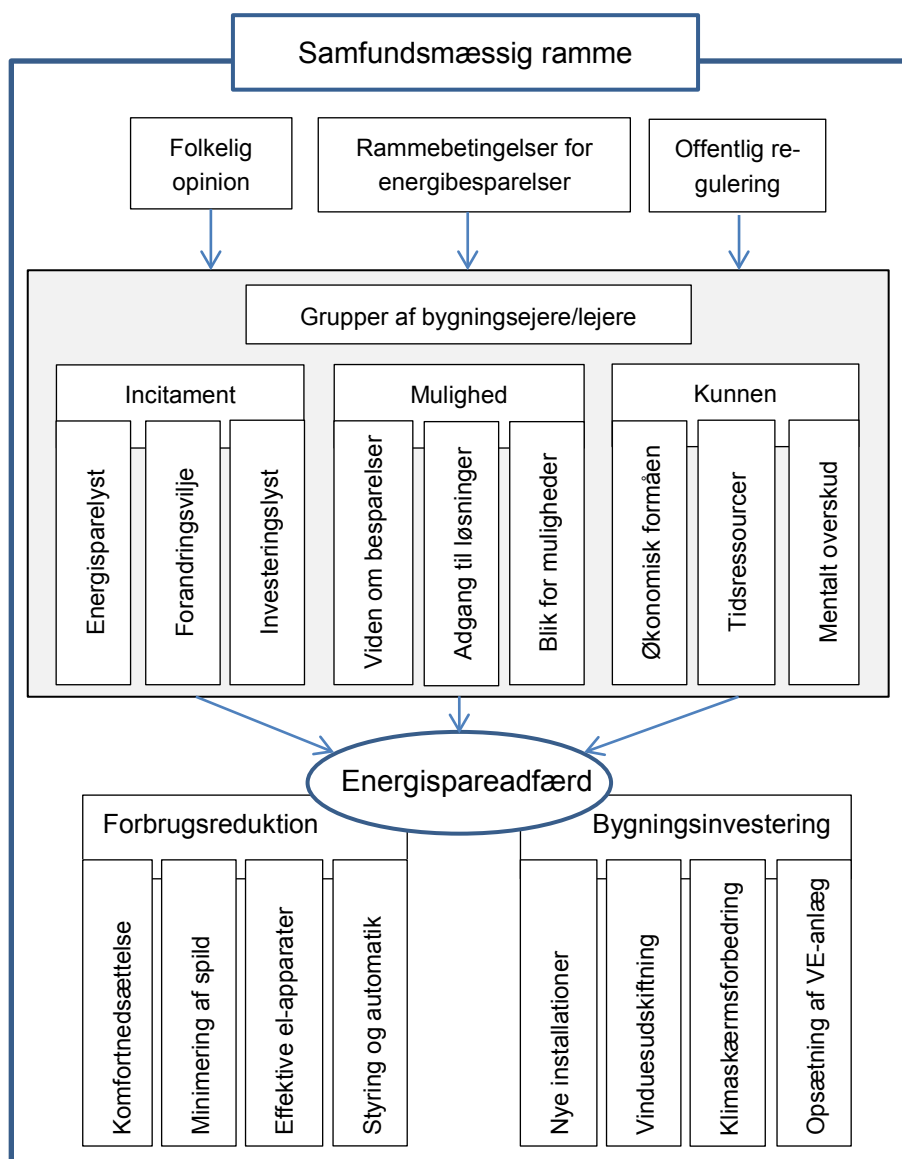 Samfundsmæssig ramme
Folkelig
opinion
Rammebetingelser for
energibesparelser
Offentlig re-
gulering
Grupper af bygningsejere/lejere
Incitament
Energisparelyst
Forandringsvilje
Investeringslyst
Mulighed
Viden om besparelser
Adgang til løsninger
Blik for muligheder
Kunnen
Økonomisk formåen
Tidsressourcer
Mentalt overskud
Energispareadfærd
Forbrugsreduktion
Komfortnedsættelse
Minimering af spild
Effektive el-apparater
Styring og automatik
Bygningsinvestering
Nye installationer
Vinduesudskiftning
Klimaskærmsforbedring
Opsætning af VE-anlæg